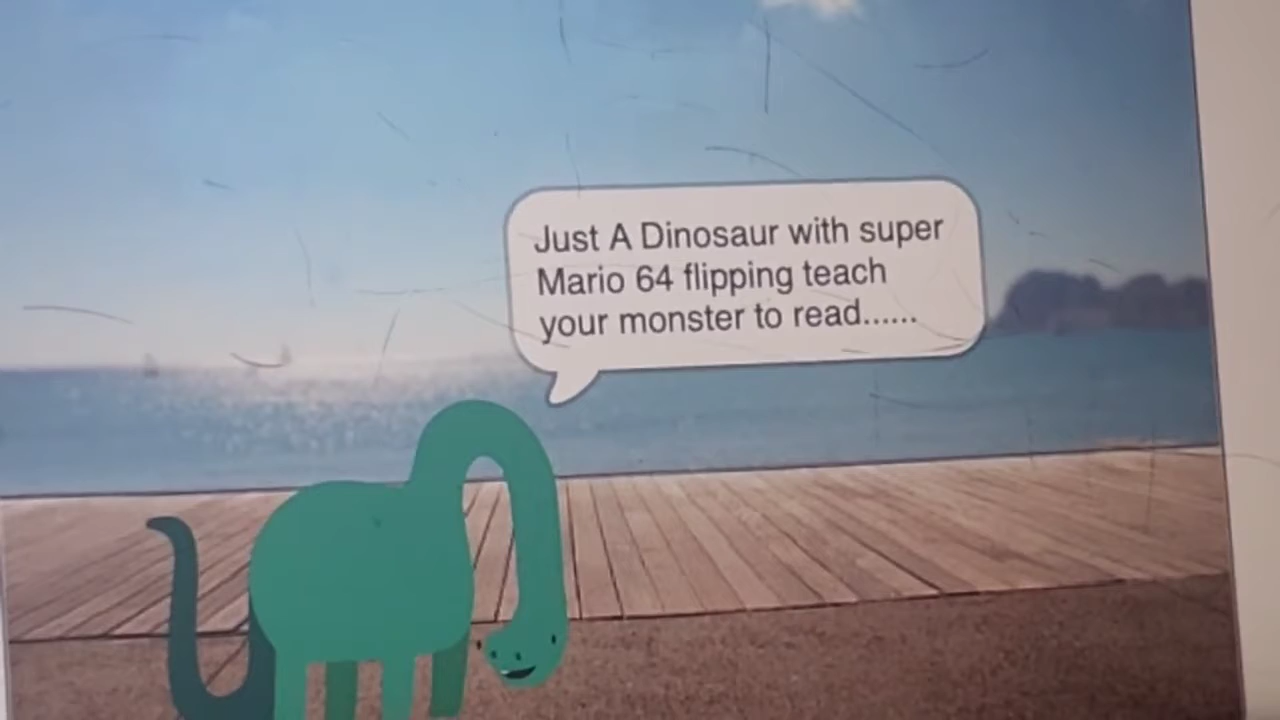 Just A Dinosaur with super
Mario 64 flipping teach
your monster to read......